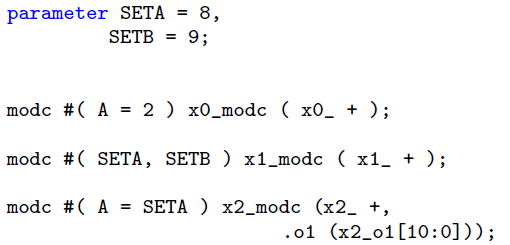 parameter SETA = 8,
SETB = 9;
modc #( A = 2 ) x0_modc ( x0_ + );
modc #( SETA, SETB ) x1_modc ( x1_ + );
modc #( A = SETA ) x2_modc (x2_ +,
.o1 (x2_o1[10:0]));